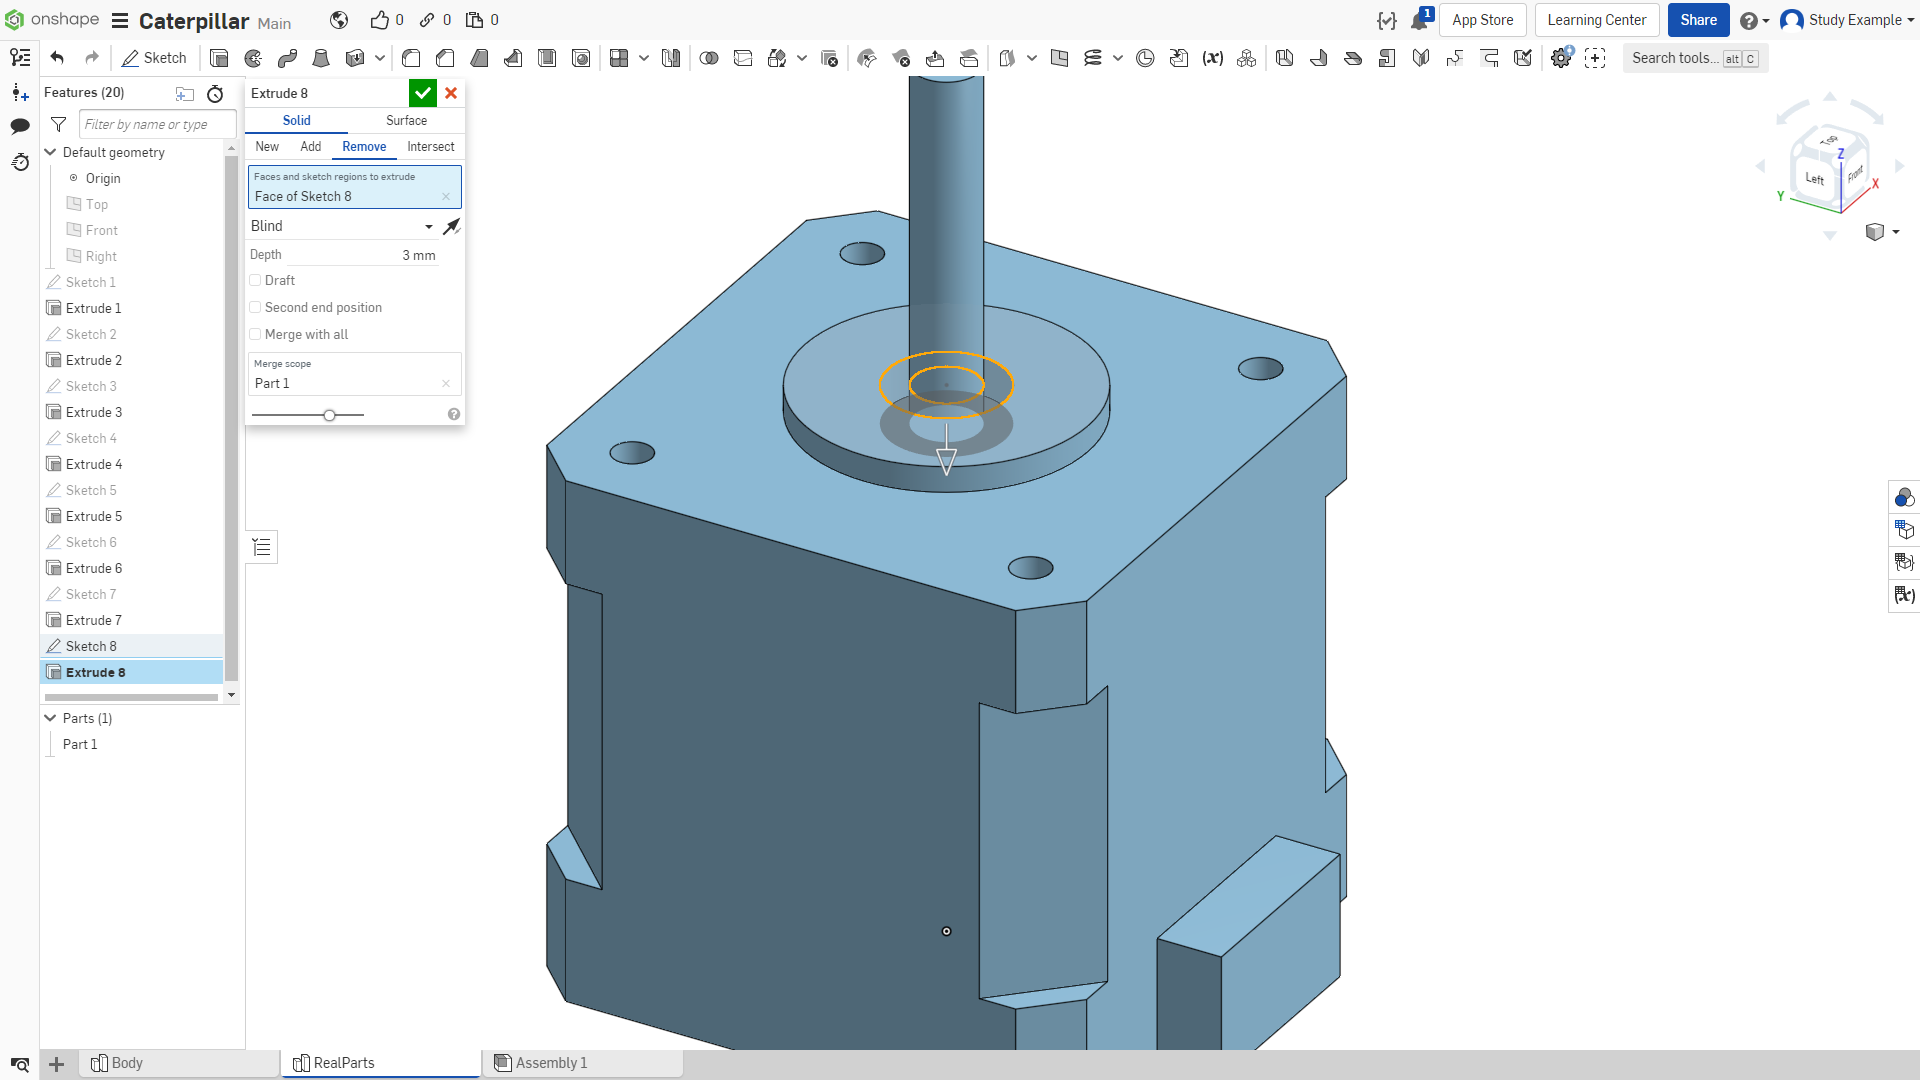 onshape
Caterpillar Main
0
0
0
1
App Store
Learning Center
Share
Study Example
Sketch
Search tools... alt C
Features (20)
Filter by name or type
Default geometry
Origin
Top
Front
Right
Sketch 1
Extrude 1
Sketch 2
Extrude 2
Sketch 3
Extrude 3
Sketch 4
Extrude 4
Sketch 5
Extrude 5
Sketch 6
Extrude 6
Sketch 7
Extrude 7
Sketch 8
Extrude 8
Parts (1)
Part 1
Extrude 8
Solid Surface
New Add Remove Intersect
Faces and sketch regions to extrude
Face of Sketch 8
Blind
Depth 3 mm
Draft
Second end position
Merge with all
Merge scope
Part 1
Top
Z
Left Front
X
Y
Body
RealParts
Assembly 1